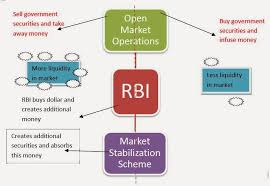 Sell government
securities and take
away money
Open
Market
Operations
Buy government
securities and
infuse money
More liquidity
in market
RBI
Less liquidity
in market
RBI buys dollar and creates
additional money
Creates additional
securities and absorbs
this money
Market
Stabilization
Scheme